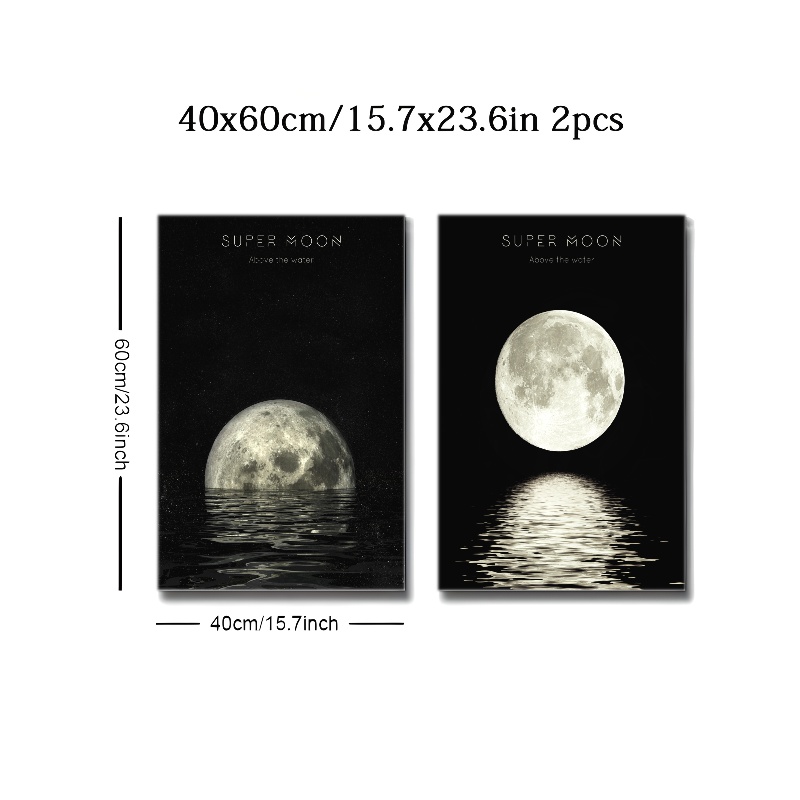 40x60cm/15.7x23.6in 2pcs
SUPER MOON
Above the water
SUPER MOON
Above the water
60cm/23.6inch
40cm/15.7inch